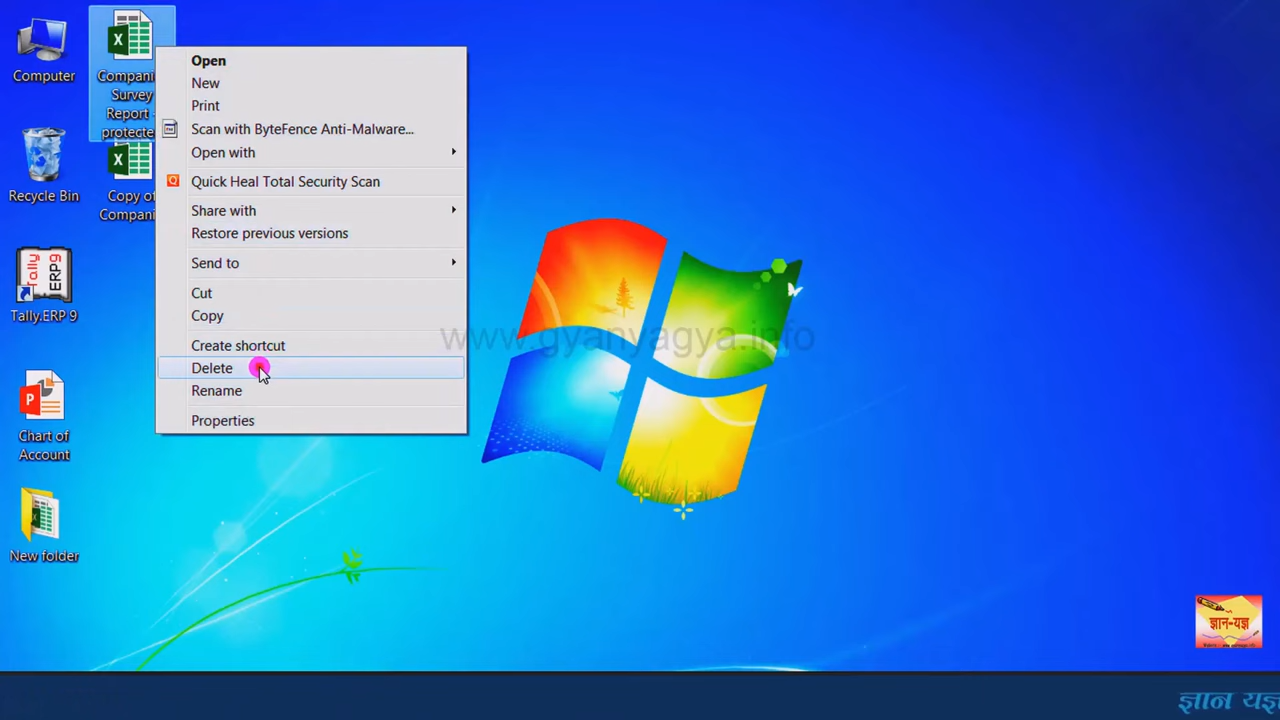 Computer
Recycle Bin
Tally.ERP 9
Chart of
Account
New folder
Compani
Survey
Report -
protecte
Copy of
Compani
Open
New
Print
Scan with ByteFence Anti-Malware...
Open with
Quick Heal Total Security Scan
Share with
Restore previous versions
Send to
Cut
Copy
Create shortcut
Delete
Rename
Properties
www.gyanyagya.info
ज्ञान-यज्ञ
ज्ञान यज्ञ